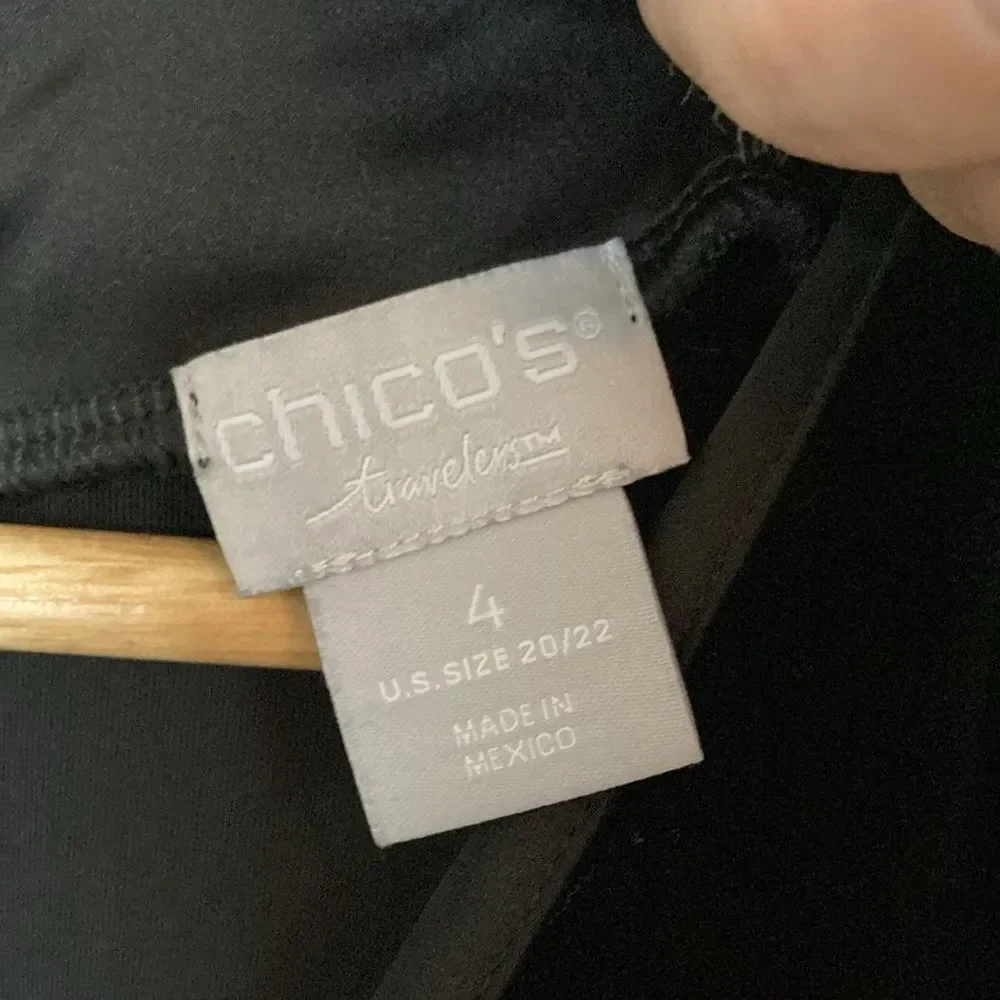 chico's®
travelers™
4
U.S. SIZE 20/22
MADE IN
MEXICO